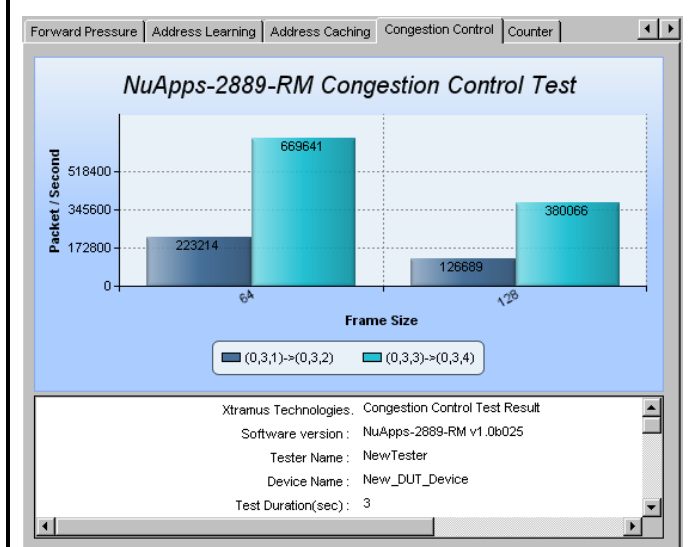 Forward Pressure Address Learning Address Caching Congestion Control Counter
NuApps-2889-RM Congestion Control Test
Packet / Second
518400
345600
172800
0
223214
669641
126689
380066
64
128
Frame Size
(0,3,1)->(0,3,2) (0,3,3)->(0,3,4)
Xtramus Technologies. Congestion Control Test Result
Software version : NuApps-2889-RM v1.0b025
Tester Name : NewTester
Device Name : New_DUT_Device
Test Duration(sec) : 3